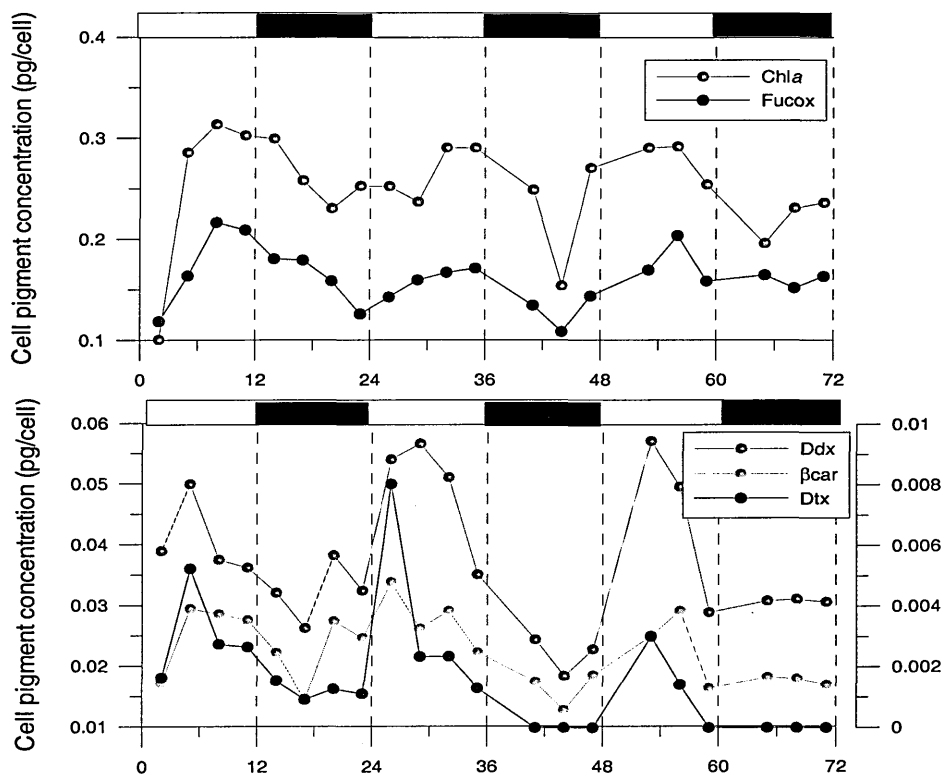 Cell pigment concentration (pg/cell)
0.4
0.3
0.2
0.1
Chla
Fucox
0 12 24 36 48 60 72
Cell pigment concentration (pg/cell)
0.06
0.05
0.04
0.03
0.02
0.01
Ddx
βcar
Dtx
0.01
0.008
0.006
0.004
0.002
0
0 12 24 36 48 60 72